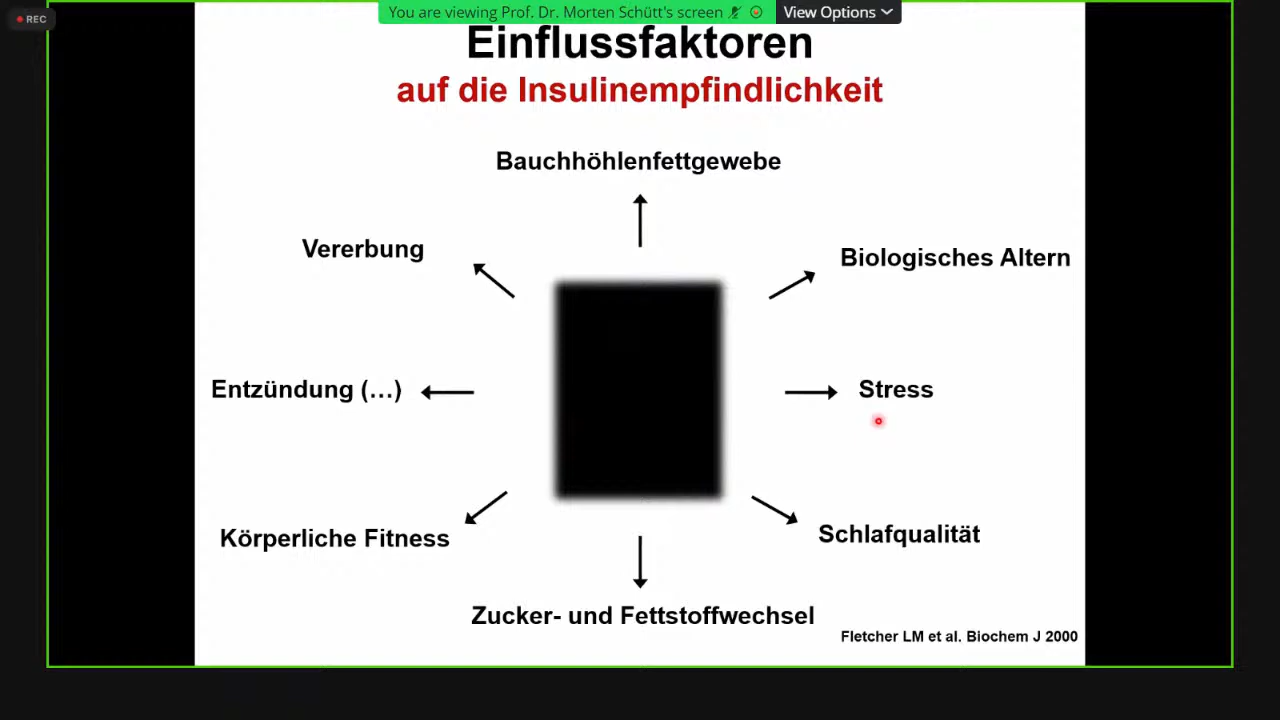 REC
You are viewing Prof. Dr. Morten Schütt's screen
View Options
Einflussfaktoren
auf die Insulinempfindlichkeit
Bauchhöhlenfettgewebe
Vererbung
Biologisches Altern
Entzündung (…)
Stress
Körperliche Fitness
Schlafqualität
Zucker- und Fettstoffwechsel
Fletcher LM et al. Biochem J 2000